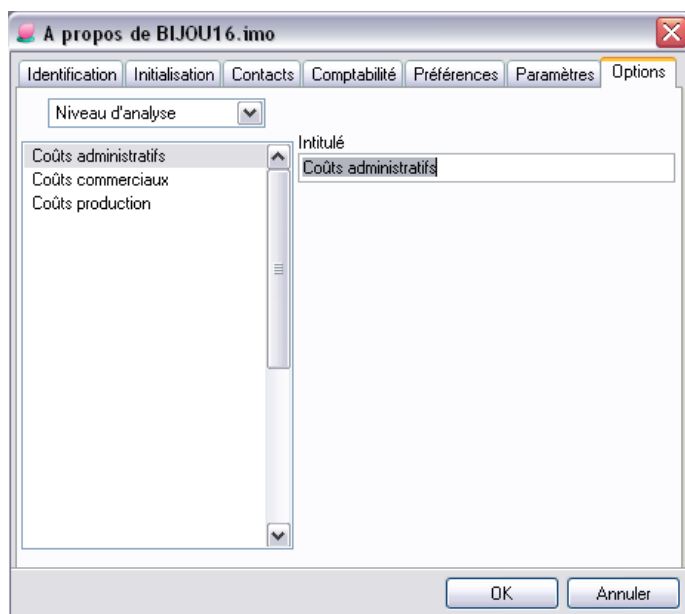 A propos de BIJOU16.imo
Identification Initialisation Contacts Comptabilité Préférences Paramètres Options
Niveau d'analyse
Intitulé
Coûts administratifs
Coûts administratifs
Coûts commerciaux
Coûts production
OK Annuler